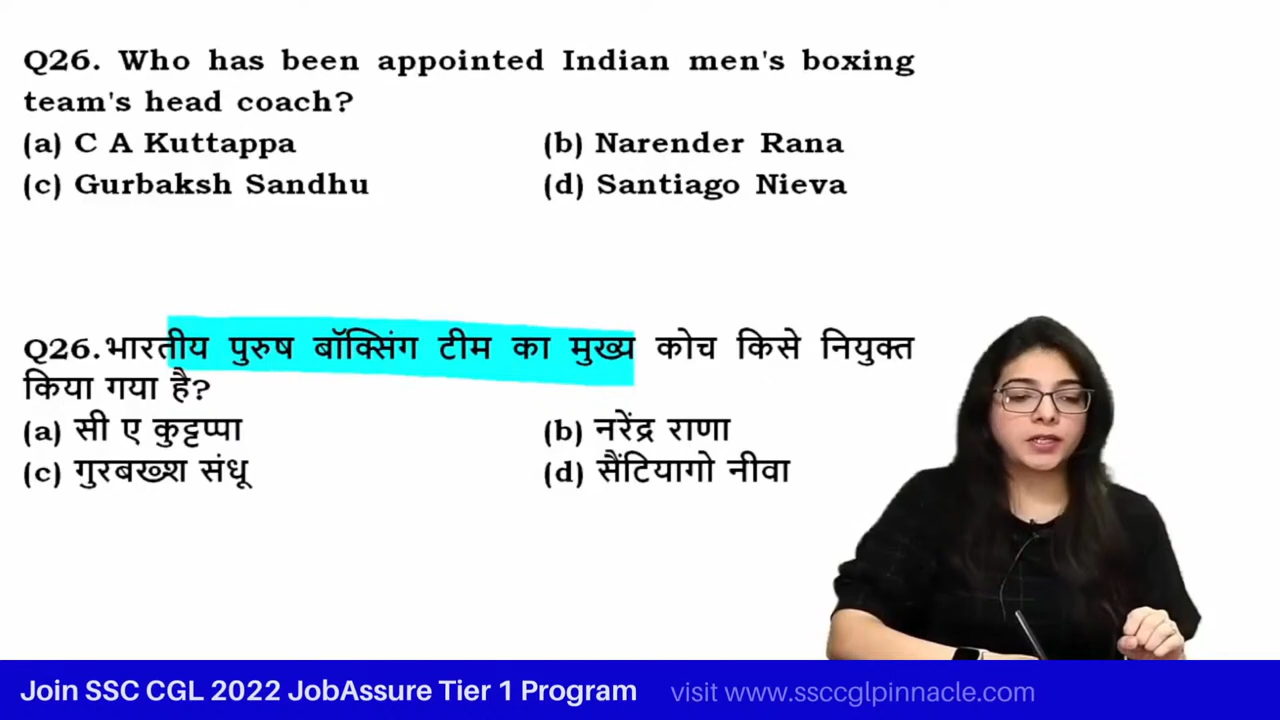 Q26. Who has been appointed Indian men's boxing
team's head coach?
(a) C A Kuttappa (b) Narender Rana
(c) Gurbaksh Sandhu (d) Santiago Nieva
Q26.भारतीय पुरुष बॉक्सिंग टीम का मुख्य कोच किसे नियुक्त
किया गया है?
(a) सी ए कुट्टप्पा (b) नरेंद्र राणा
(c) गुरबख्श संधू (d) सैंटियागो नीवा
Join SSC CGL 2022 JobAssure Tier 1 Program visit www.ssccglpinnacle.com